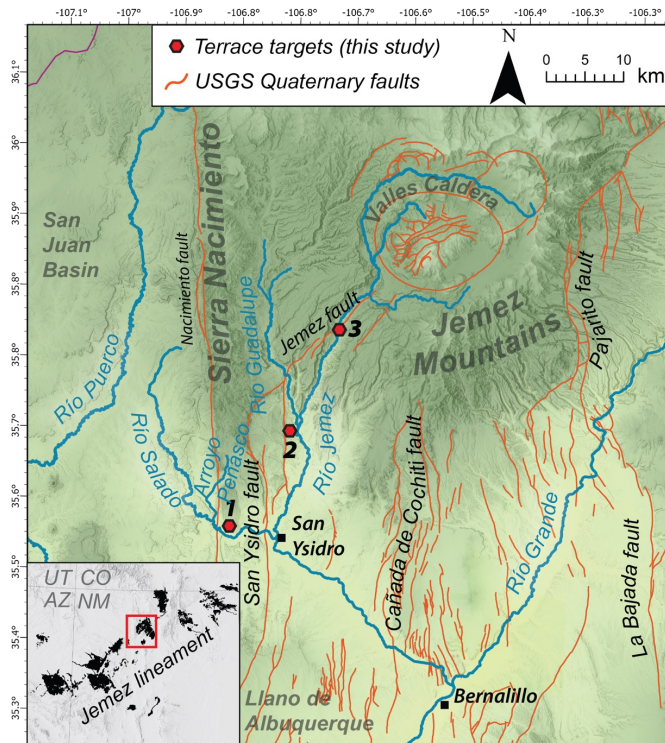 -107.1° -107° -106.9° -106.8° -106.8° -106.7° -106.6° -106.5° -106.4° -106.3° -106.3°
Terrace targets (this study)
USGS Quaternary faults
N
0 5 10
km
36.1°
36°
35.9°
35.8°
35.8°
35.7°
35.6°
35.5°
35.4°
35.3°
San
Juan
Basin
Nacimiento fault
Sierra Nacimiento
Valles Caldera
Jemez fault
3
Jemez
Mountains
Pajarito fault
Río Puerco
Río Guadalupe
Río Salado
Arroyo
Peñasco
2
Río Jemez
1
San Ysidro fault
San
Ysidro
Cañada de Cochiti fault
Río Grande
La Bajada fault
UT CO
AZ NM
Jemez lineament
Llano de
Albuquerque
Bernalillo